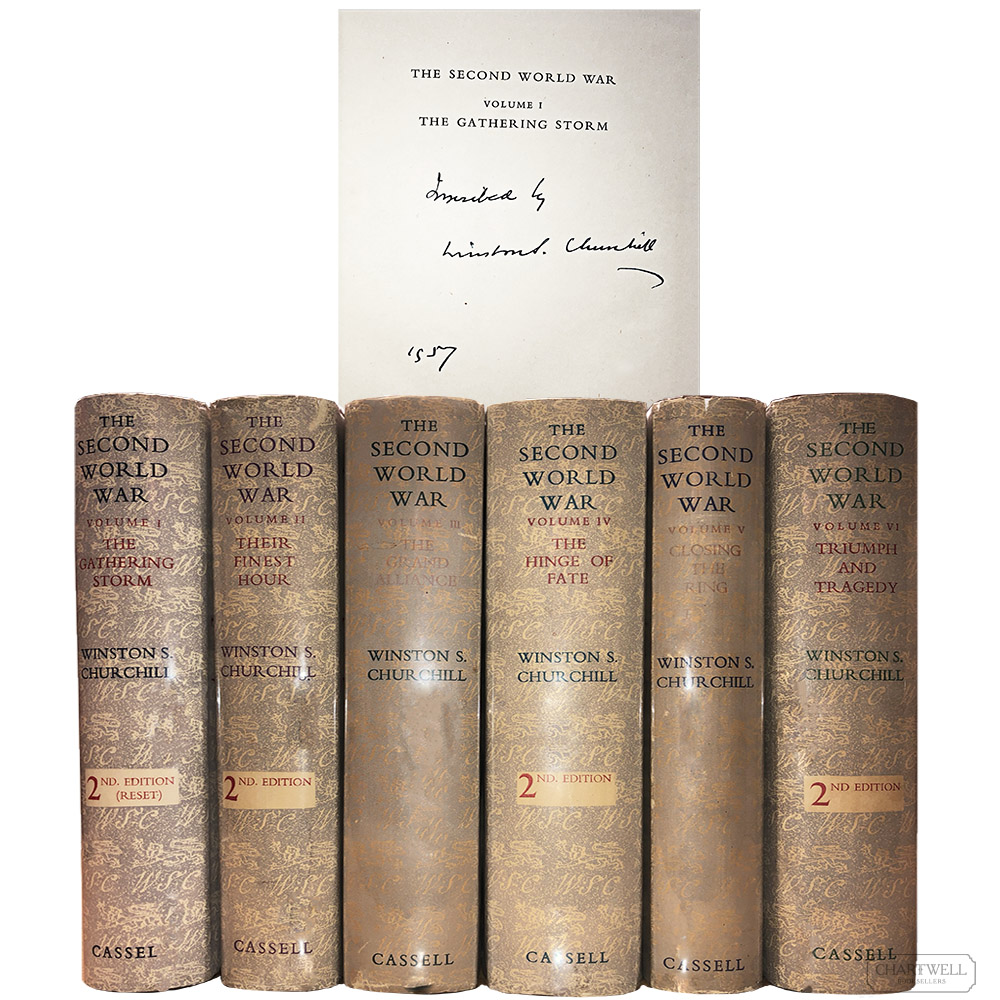 THE SECOND WORLD WAR
VOLUME I
THE GATHERING STORM
Inscribed by
Winston S. Churchill
1957
THE
SECOND
WORLD
WAR
VOLUME I
THE
GATHERING
STORM
WINSTON S.
CHURCHILL
2ND. EDITION
(RESET)
CASSEL
THE
SECOND
WORLD
WAR
VOLUME II
THEIR
FINEST
HOUR
WINSTON S.
CHURCHILL
2ND. EDITION
CASSELL
THE
SECOND
WORLD
WAR
VOLUME III
THE
GRAND
ALLIANCE
WINSTON S.
CHURCHILL
CASSELL
THE
SECOND
WORLD
WAR
VOLUME IV
THE
HINGE OF
FATE
WINSTON S.
CHURCHILL
2ND. EDITION
CASSELL
THE
SECOND
WORLD
WAR
VOLUME V
CLOSING
THE
RING
WINSTON S.
CHURCHILL
CASSELL
THE
SECOND
WORLD
WAR
VOLUME VI
TRIUMPH
AND
TRAGEDY
WINSTON S.
CHURCHILL
2ND EDITION
CASSELL
CHARTWELL
BOOKSELLERS